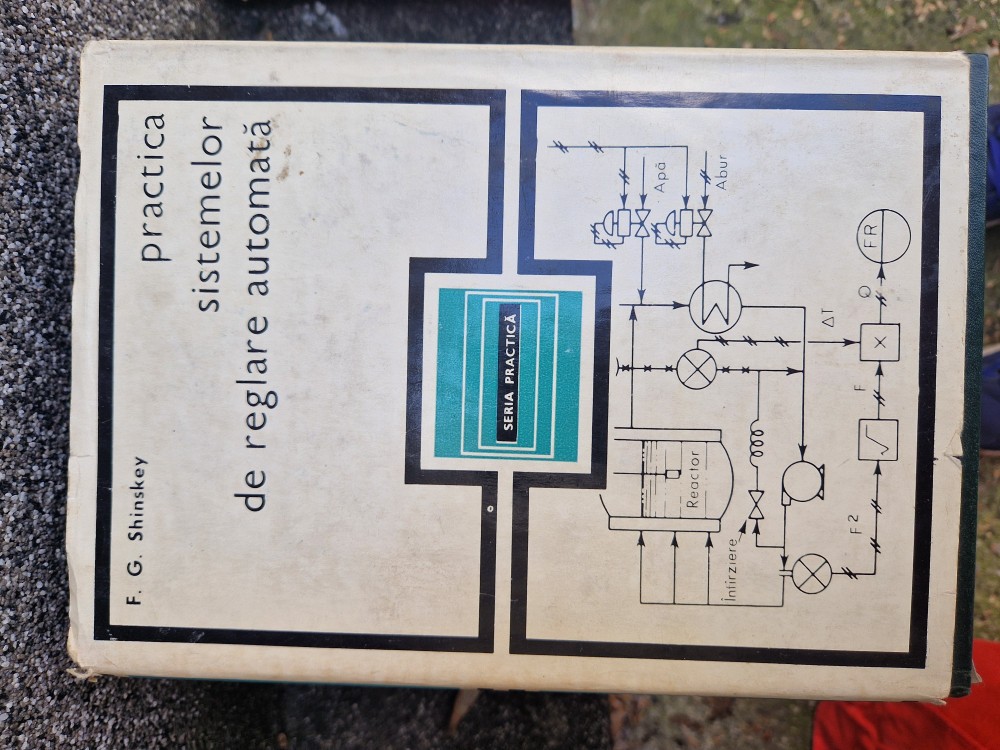 F. G. Shinskey
practica
sistemelor
de reglare automată
SERIA PRACTICĂ
Apă
Abur
Reactor
Întîrziere
ΔT
F²
√
F
×
Q
FR